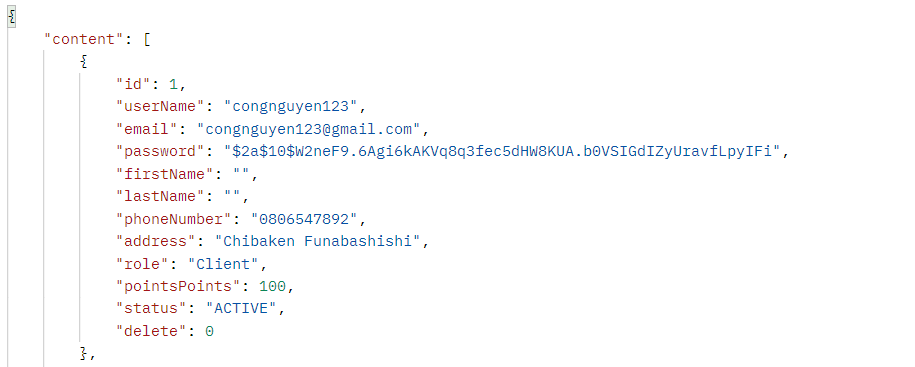 {
"content": [
{
"id": 1,
"userName": "congnguyen123",
"email": "congnguyen123@gmail.com",
"password": "$2a$10$W2neF9.6Agi6kAKVq8q3fec5dHW8KUA.b0VSIGdIZyUravfLpyIFi",
"firstName": "",
"lastName": "",
"phoneNumber": "0806547892",
"address": "Chibaken Funabashishi",
"role": "Client",
"pointsPoints": 100,
"status": "ACTIVE",
"delete": 0
},